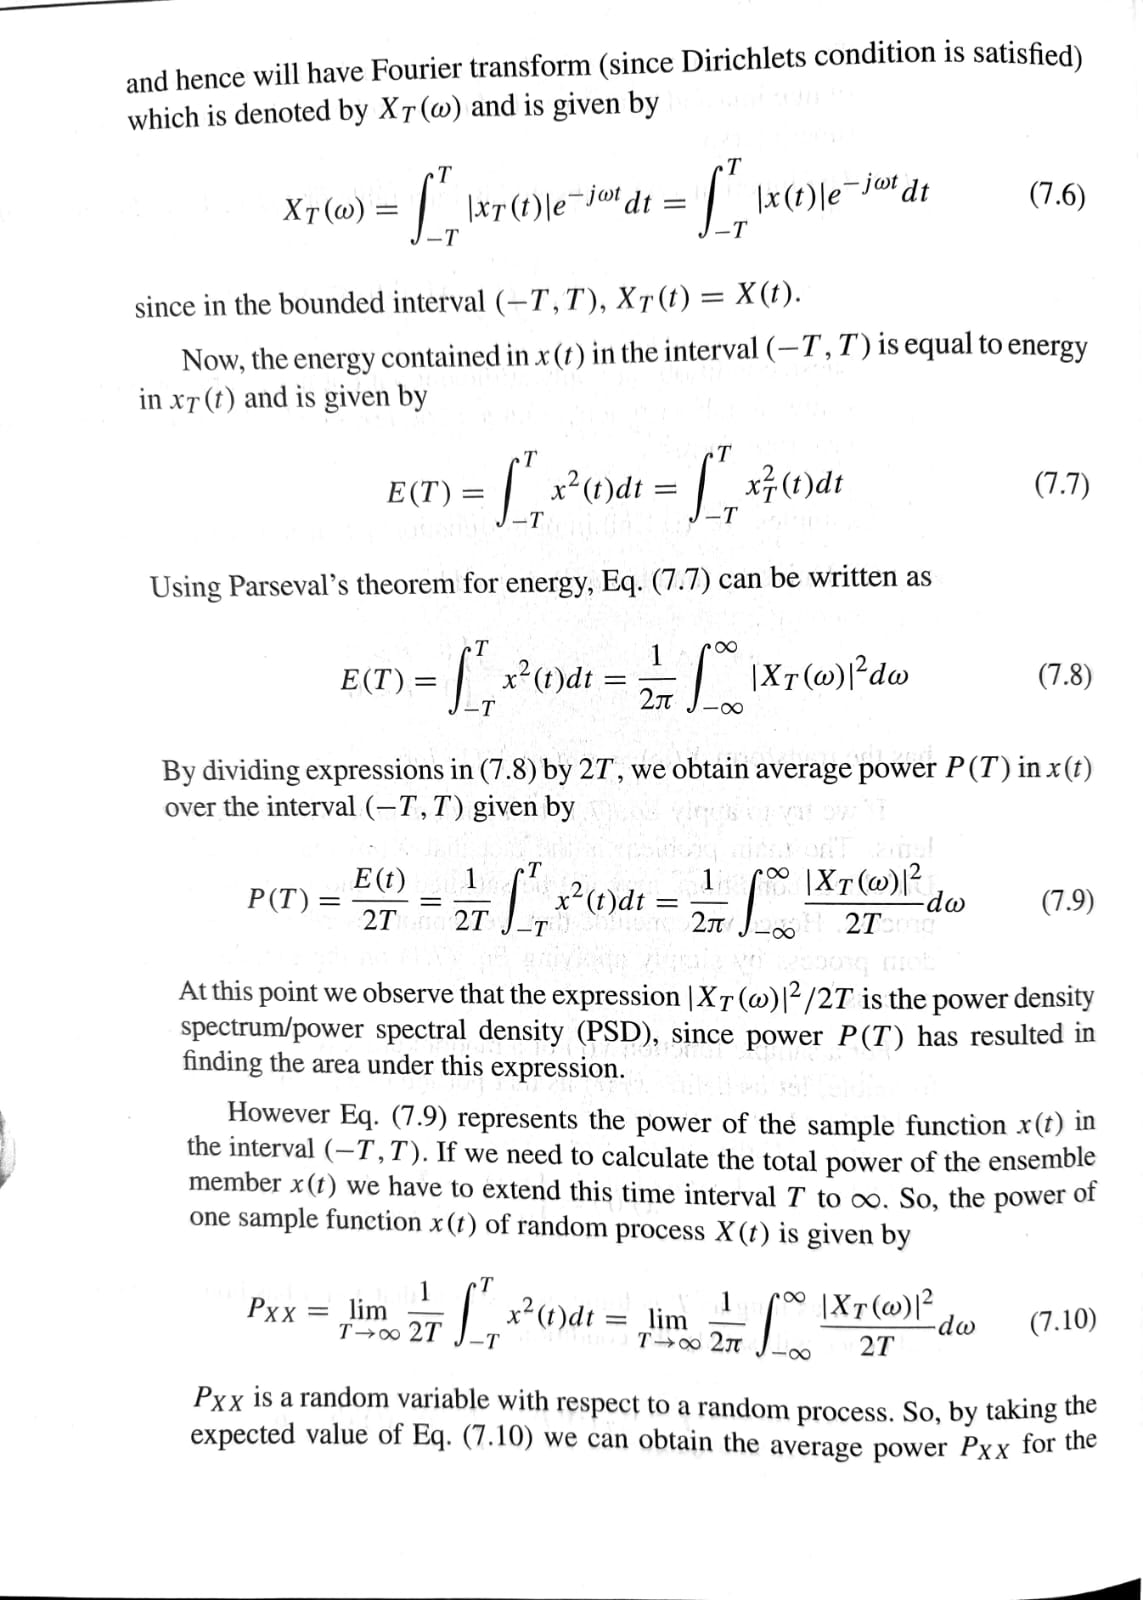 and hence will have Fourier transform (since Dirichlets condition is satisfied)
which is denoted by X_T(ω) and is given by
X_T(ω) = ∫_{−T}^{T} |x_T(t)|e^{−jωt} dt = ∫_{−T}^{T} |x(t)|e^{−jωt} dt (7.6)
since in the bounded interval (−T, T), X_T(t) = X(t).
Now, the energy contained in x(t) in the interval (−T, T) is equal to energy
in x_T(t) and is given by
E(T) = ∫_{−T}^{T} x²(t)dt = ∫_{−T}^{T} x_T²(t)dt (7.7)
Using Parseval's theorem for energy, Eq. (7.7) can be written as
E(T) = ∫_{−T}^{T} x²(t)dt = 1/2π ∫_{−∞}^{∞} |X_T(ω)|²dω (7.8)
By dividing expressions in (7.8) by 2T, we obtain average power P(T) in x(t)
over the interval (−T, T) given by
P(T) = E(t)/2T = 1/2T ∫_{−T}^{T} x²(t)dt = 1/2π ∫_{−∞}^{∞} |X_T(ω)|²/2T dω (7.9)
At this point we observe that the expression |X_T(ω)|²/2T is the power density
spectrum/power spectral density (PSD), since power P(T) has resulted in
finding the area under this expression.
However Eq. (7.9) represents the power of the sample function x(t) in
the interval (−T, T). If we need to calculate the total power of the ensemble
member x(t) we have to extend this time interval T to ∞. So, the power of
one sample function x(t) of random process X(t) is given by
P_XX = lim_{T→∞} 1/2T ∫_{−T}^{T} x²(t)dt = lim_{T→∞} 1/2π ∫_{−∞}^{∞} |X_T(ω)|²/2T dω (7.10)
P_XX is a random variable with respect to a random process. So, by taking the
expected value of Eq. (7.10) we can obtain the average power P_XX for the